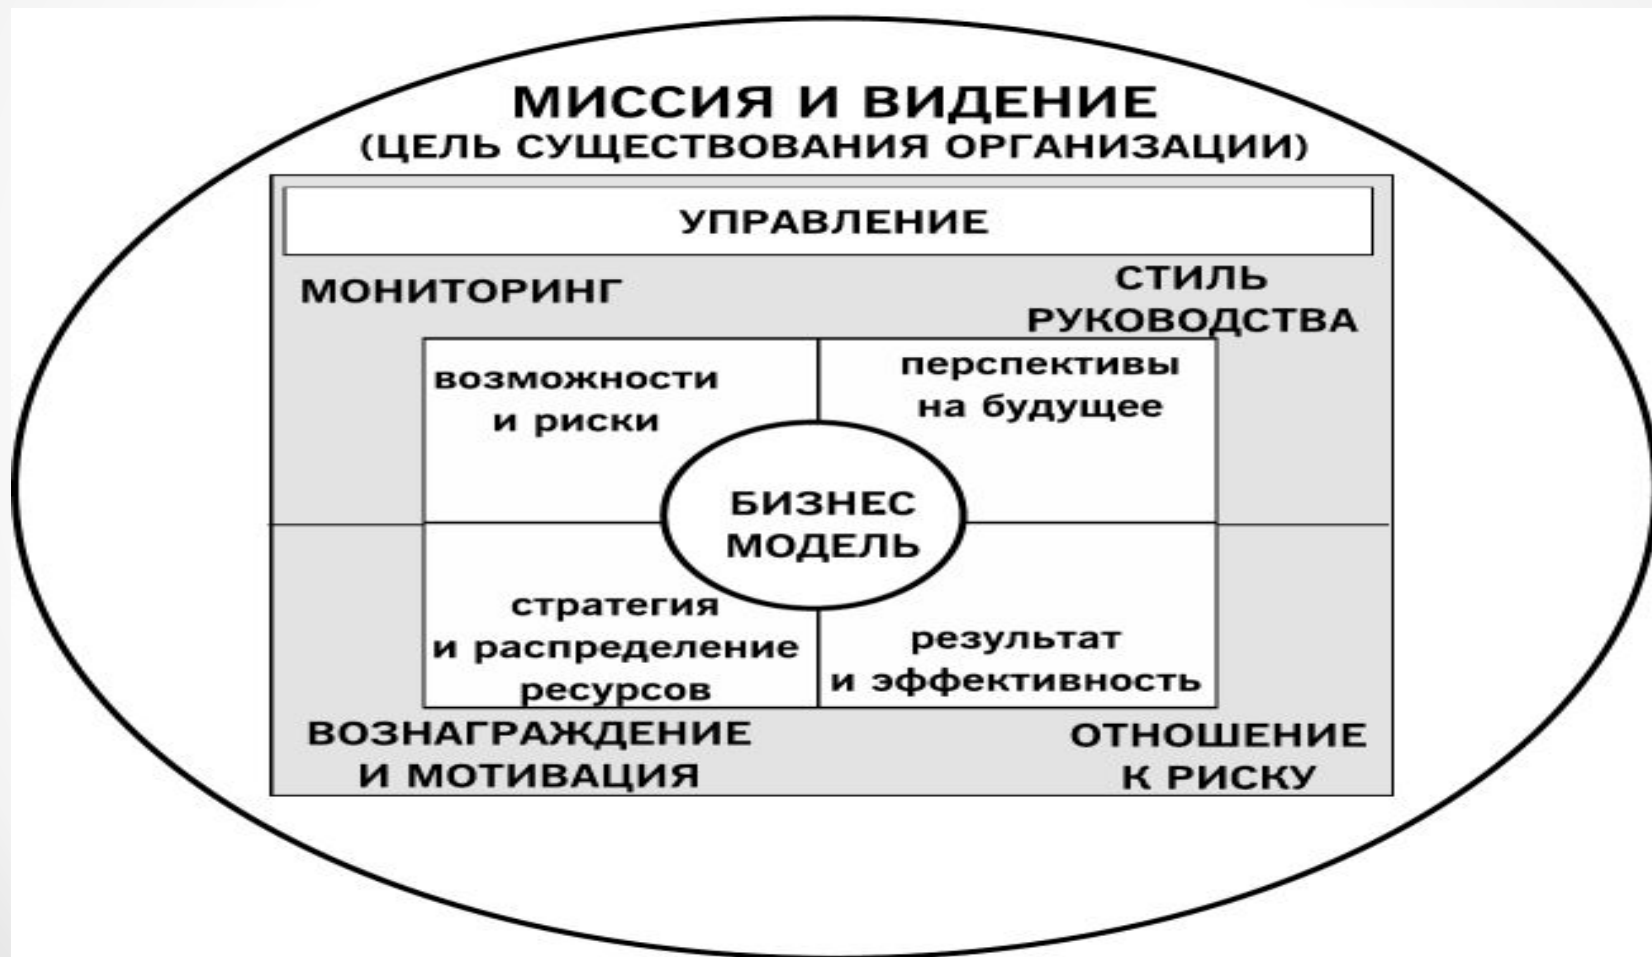 МИССИЯ И ВИДЕНИЕ
(ЦЕЛЬ СУЩЕСТВОВАНИЯ ОРГАНИЗАЦИИ)
УПРАВЛЕНИЕ
МОНИТОРИНГ
СТИЛЬ
РУКОВОДСТВА
возможности
и риски
перспективы
на будущее
БИЗНЕС
МОДЕЛЬ
стратегия
и распределение
ресурсов
результат
и эффективность
ВОЗНАГРАЖДЕНИЕ
И МОТИВАЦИЯ
ОТНОШЕНИЕ
К РИСКУ